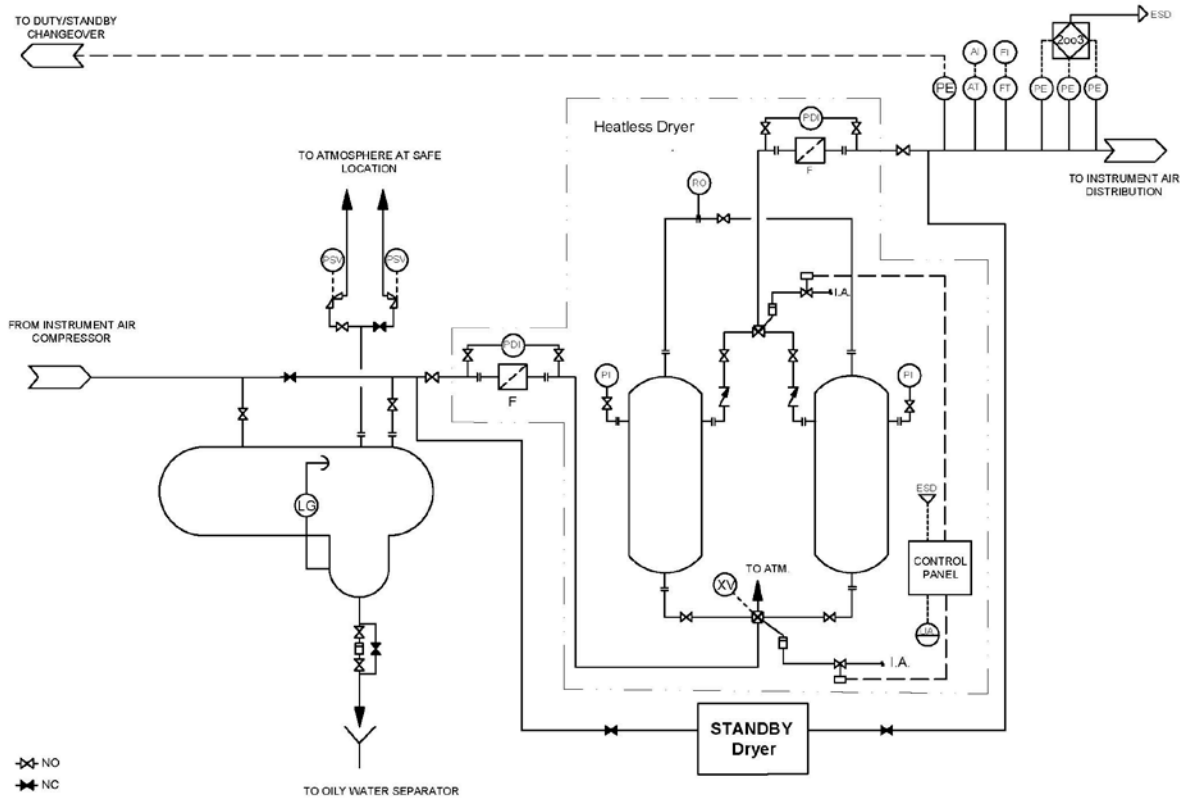 TO DUTY/STANDBY
CHANGEOVER
ESD
2oo3
AI
FI
PE
AT
FT
PE
PE
PE
Heatless Dryer
PDI
F
TO INSTRUMENT AIR
DISTRIBUTION
TO ATMOSPHERE AT SAFE
LOCATION
RO
PSV
PSV
I.A.
FROM INSTRUMENT AIR
COMPRESSOR
PDI
F
PI
PI
LG
ESD
CONTROL
PANEL
TO ATM.
XV
UA
I.A.
STANDBY
Dryer
NO
NC
TO OILY WATER SEPARATOR